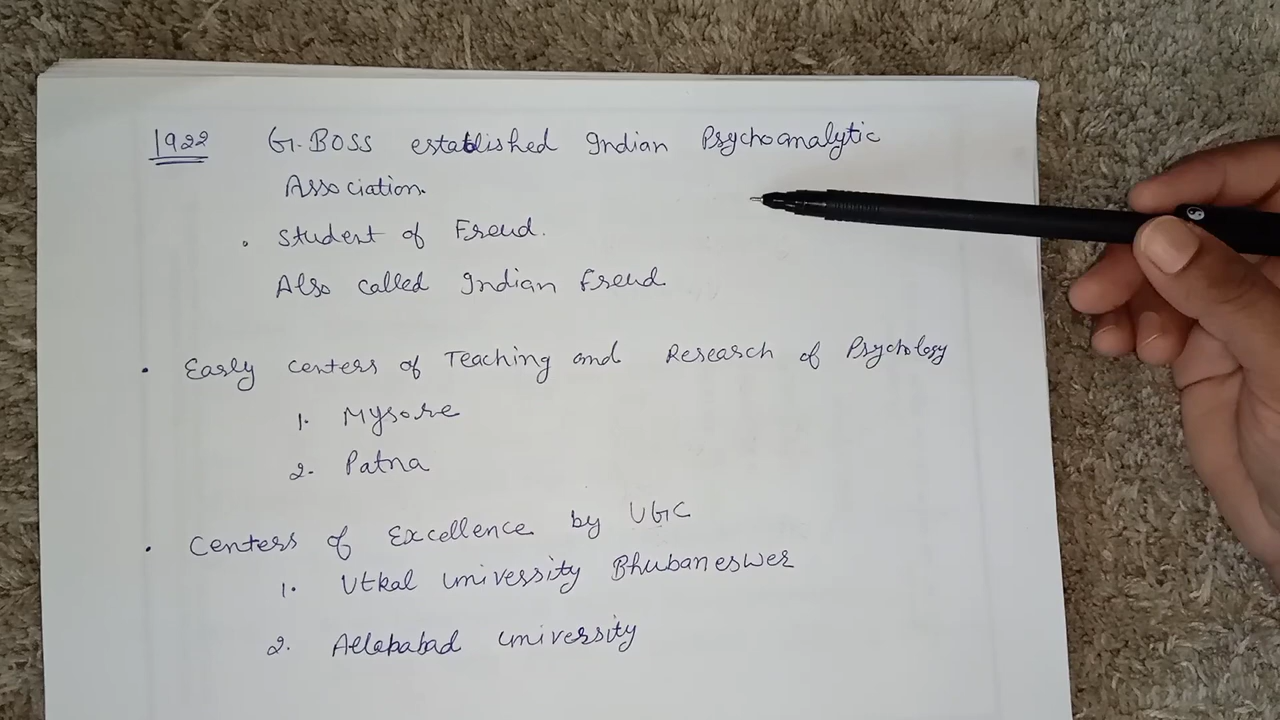 1922 G. BOSS established Indian Psychoanalytic
Association.
. student of Freud.
Also called Indian Freud
. Early centers of Teaching and Research of Psychology
1. Mysore
2. Patna
. centers of Excellence by UGC
1. Utkal University Bhubaneswer
2. Allahabad University